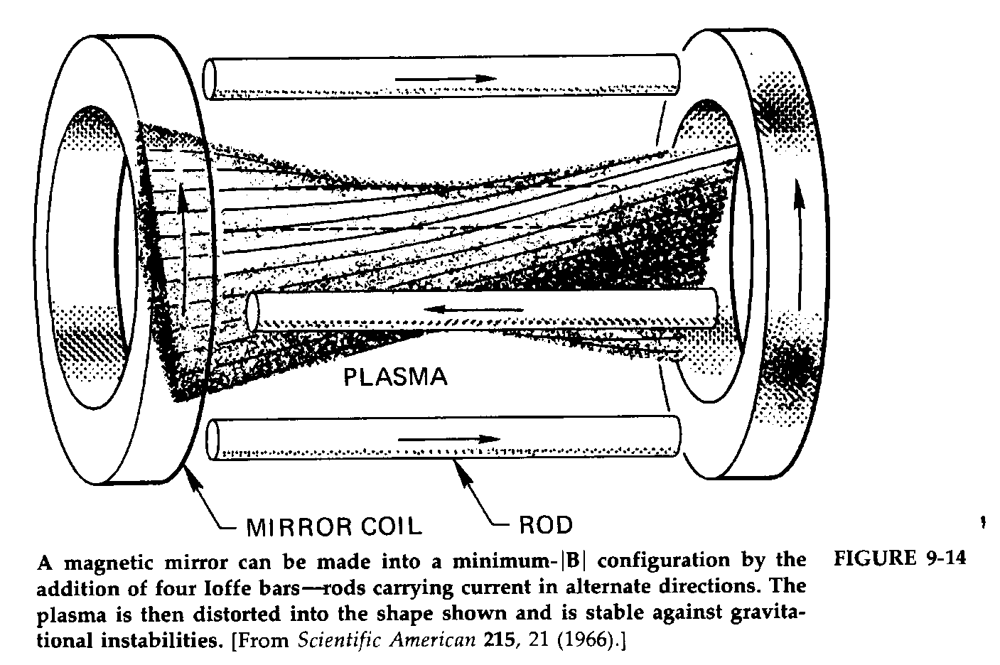 PLASMA
MIRROR COIL
ROD
A magnetic mirror can be made into a minimum-|B| configuration by the
addition of four Ioffe bars—rods carrying current in alternate directions. The
plasma is then distorted into the shape shown and is stable against gravita-
tional instabilities. [From Scientific American 215, 21 (1966).]
FIGURE 9-14